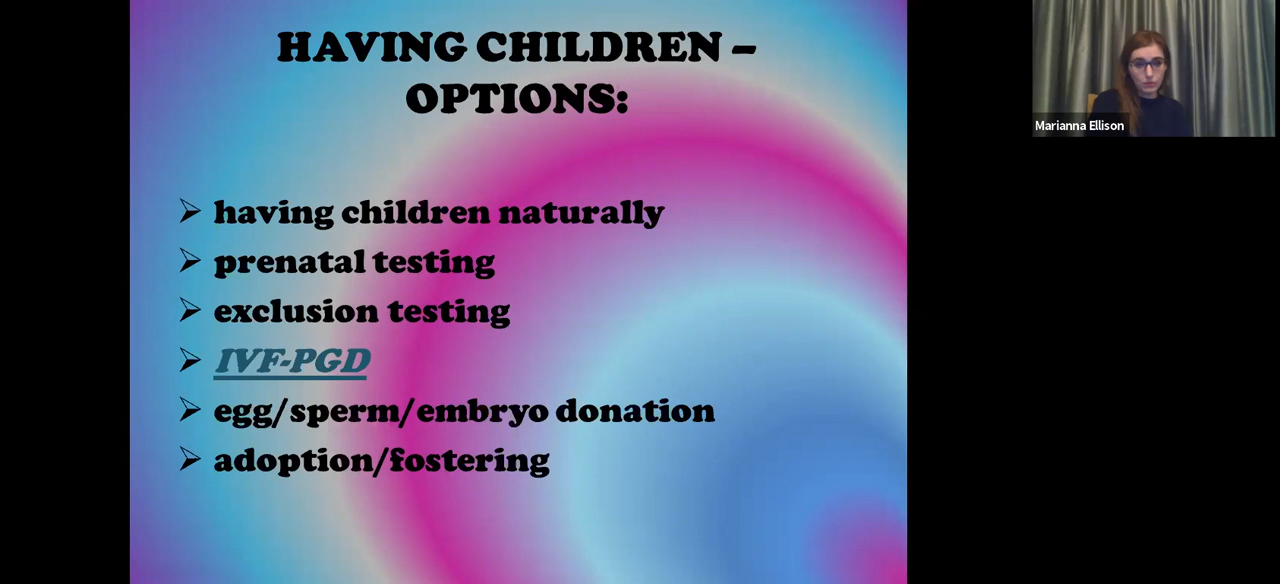 HAVING CHILDREN –
OPTIONS:
having children naturally
prenatal testing
exclusion testing
IVF-PGD
egg/sperm/embryo donation
adoption/fostering
Marianna Ellison